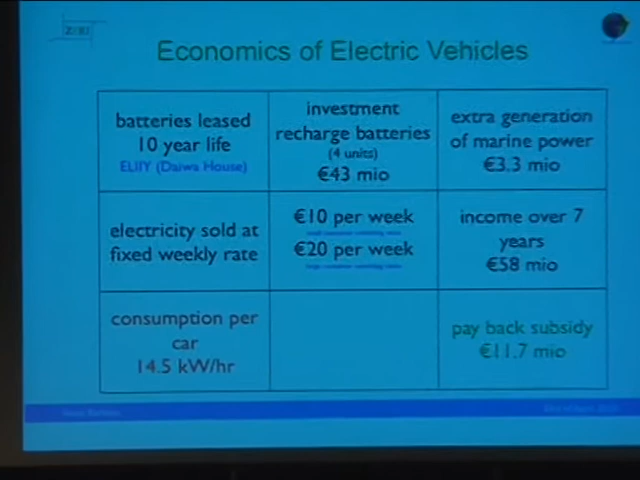 Economics of Electric Vehicles
batteries leased
10 year life
ELIIY (Daiwa House)
investment
recharge batteries
(4 units)
€43 mio
extra generation
of marine power
€3.3 mio
electricity sold at
fixed weekly rate
€10 per week
€20 per week
income over 7
years
€58 mio
consumption per
car
14.5 kW/hr
pay back subsidy
€11.7 mio